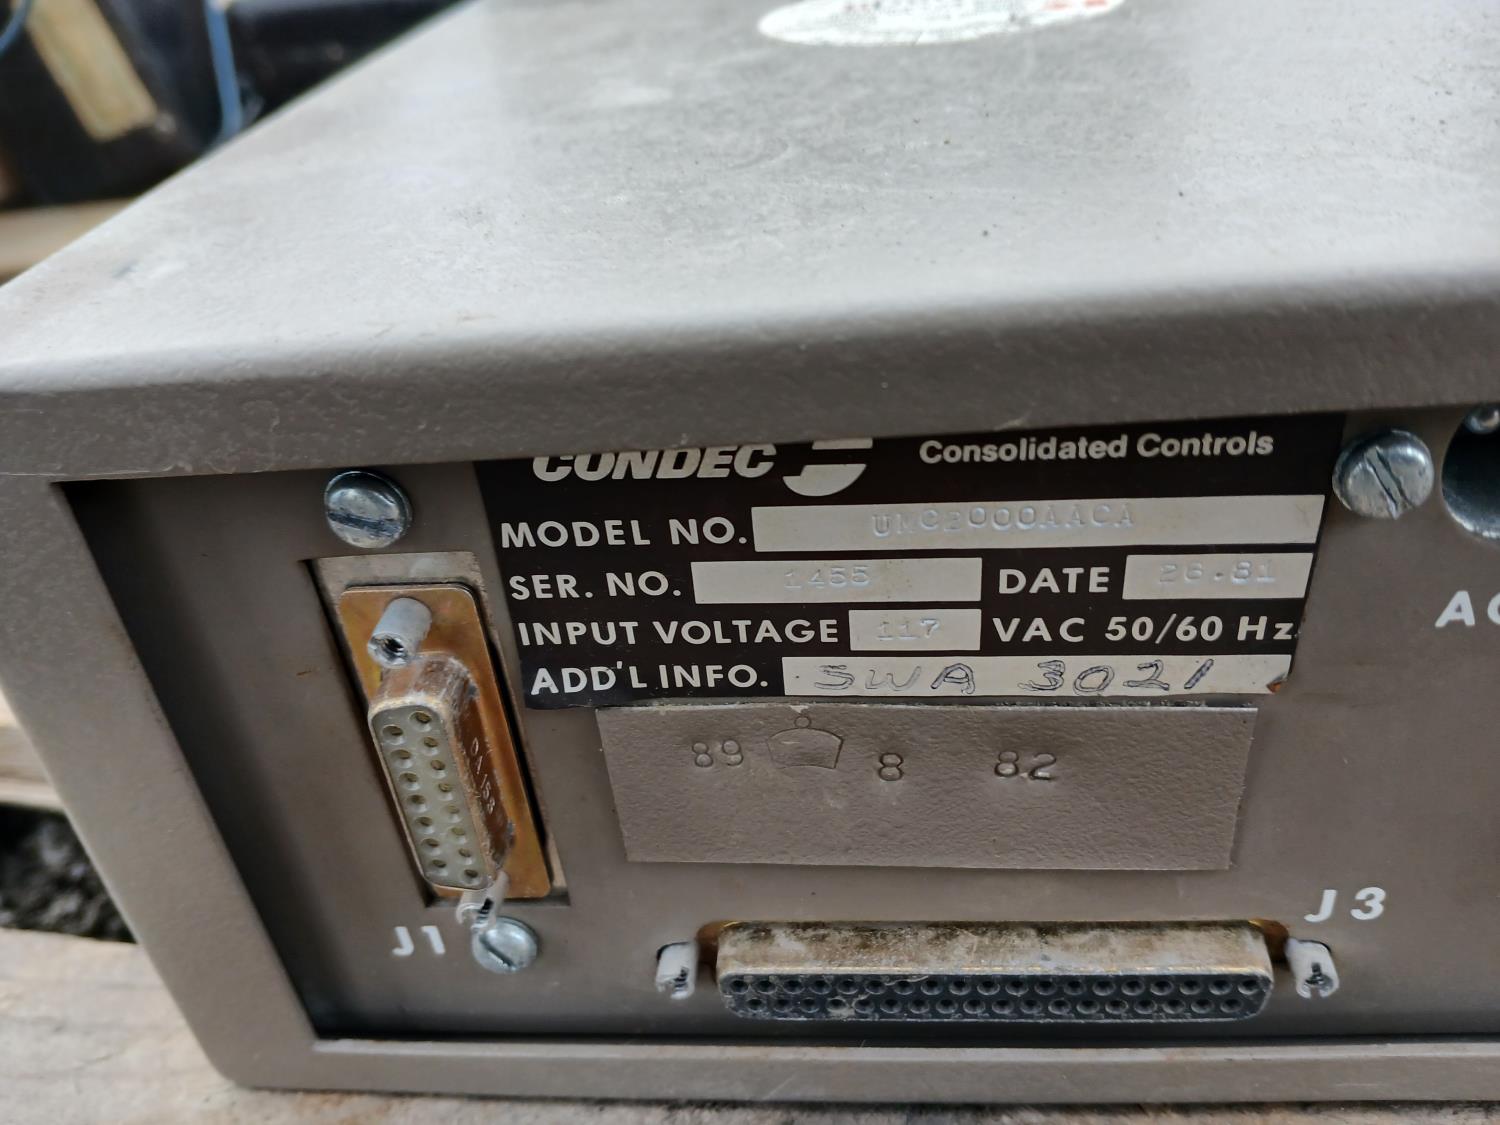 CONDEC Consolidated Controls
MODEL NO. UMC2000AACA
SER. NO. 1455 DATE 26.81
INPUT VOLTAGE 117 VAC 50/60 Hz
ADD'L INFO. SWA 3021
89 8 82
J1
J3